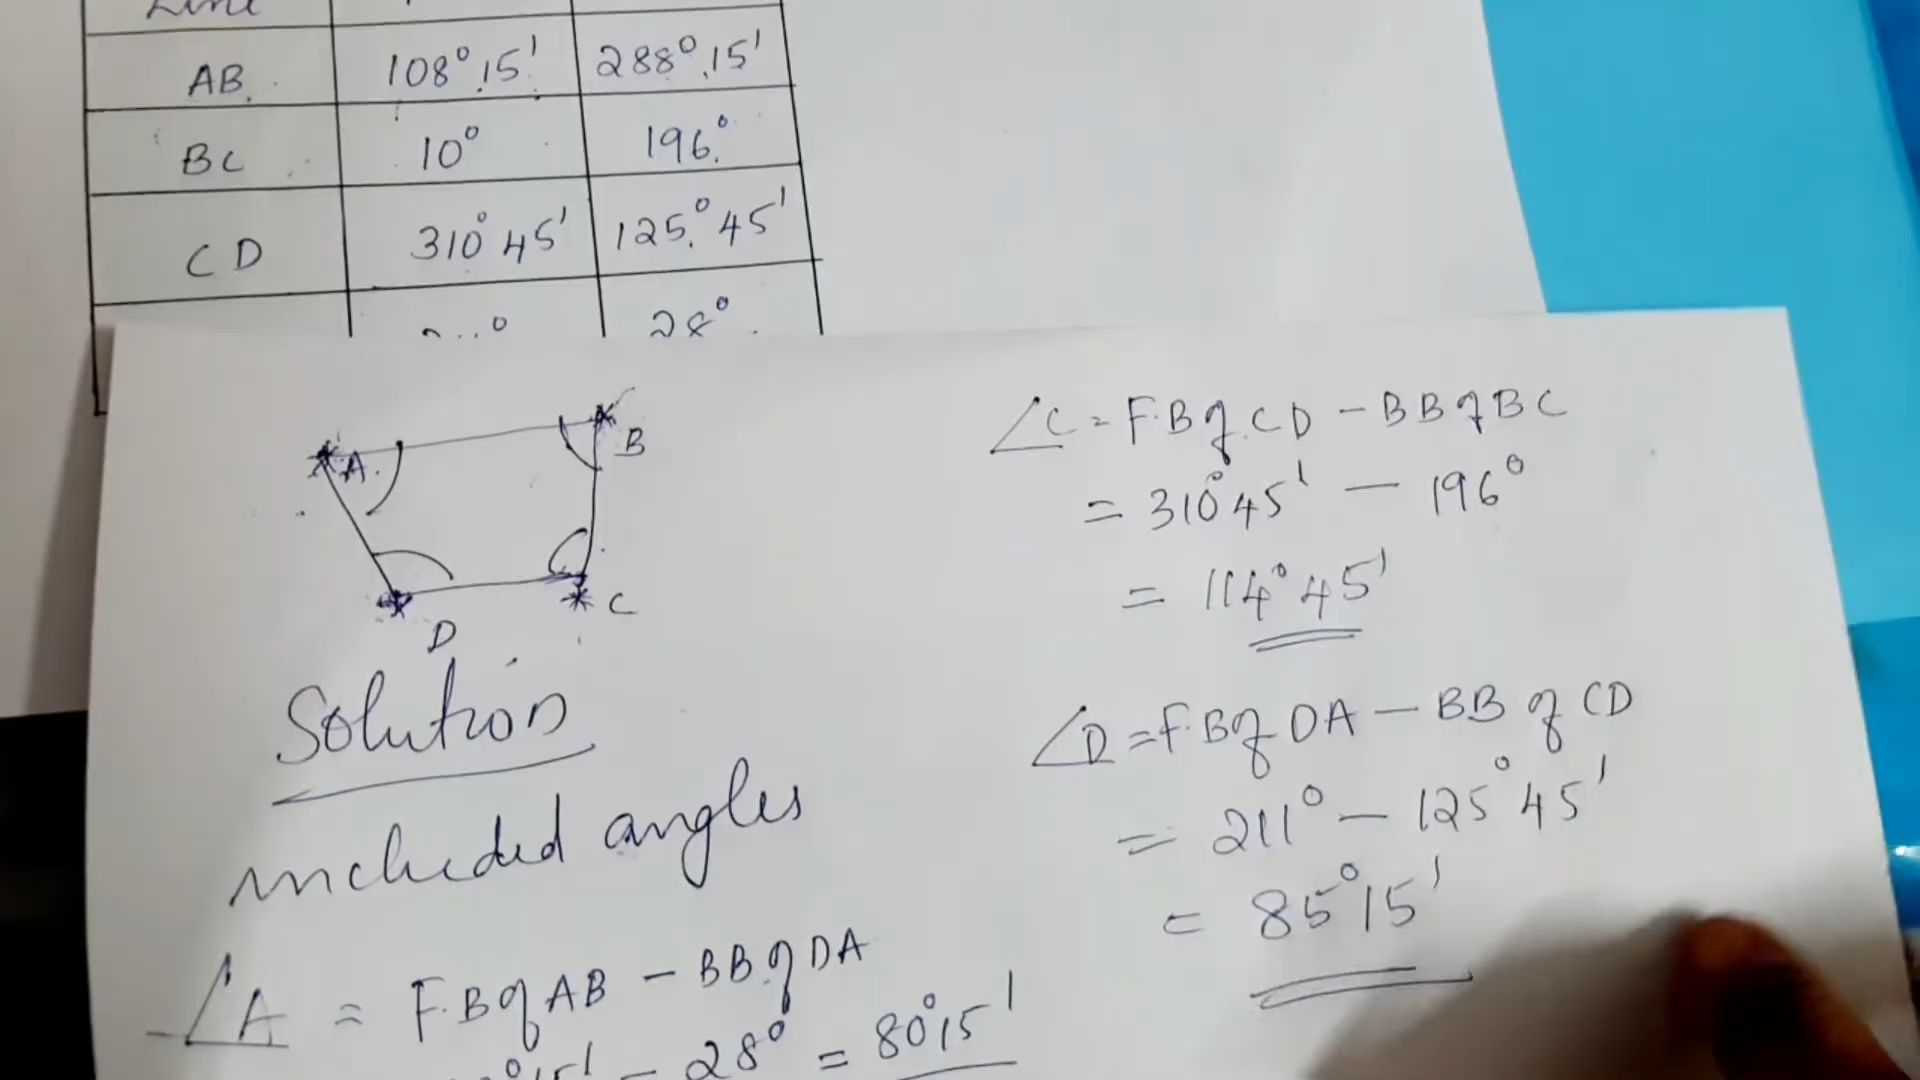 Line
AB 108°15' 288°15'
BC 10° 196°
CD 310°45' 125°45'
28°
A
B
C
D
Solution
included angles
∠A = F.B of AB - BB of DA
- 28° = 80°15'
∠C = F.B of CD - BB of BC
= 310°45' - 196°
= 114°45'
∠D = F.B of DA - BB of CD
= 211° - 125°45'
= 85°15'